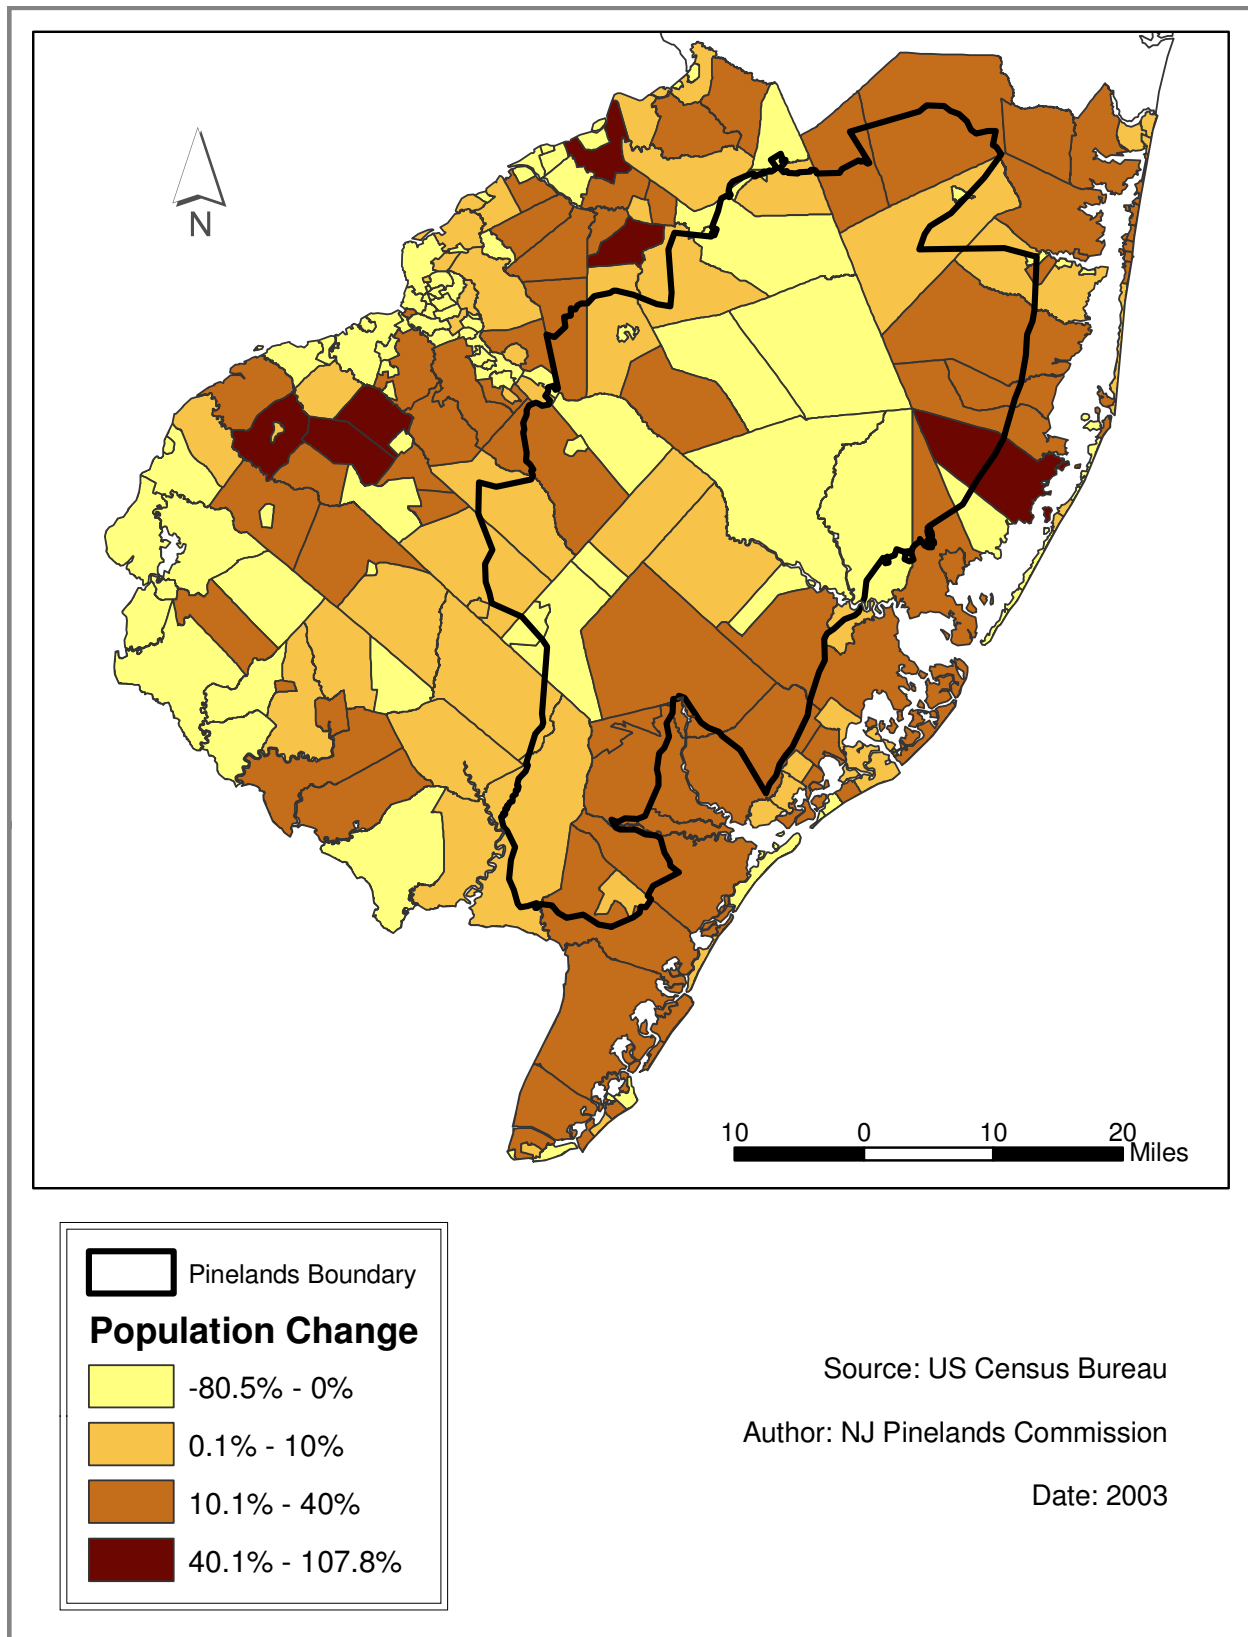 N
10 0 10 20
Miles
Pinelands Boundary
Population Change
-80.5% - 0%
0.1% - 10%
10.1% - 40%
40.1% - 107.8%
Source: US Census Bureau
Author: NJ Pinelands Commission
Date: 2003